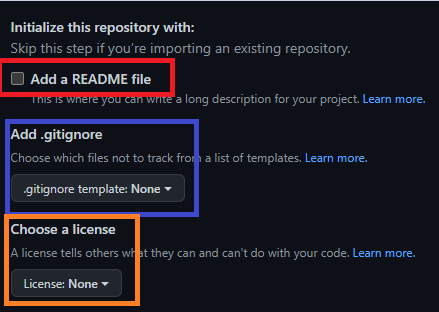 Initialize this repository with:
Skip this step if you're importing an existing repository.
Add a README file
This is where you can write a long description for your project. Learn more.
Add .gitignore
Choose which files not to track from a list of templates. Learn more.
.gitignore template: None
Choose a license
A license tells others what they can and can't do with your code. Learn more.
License: None